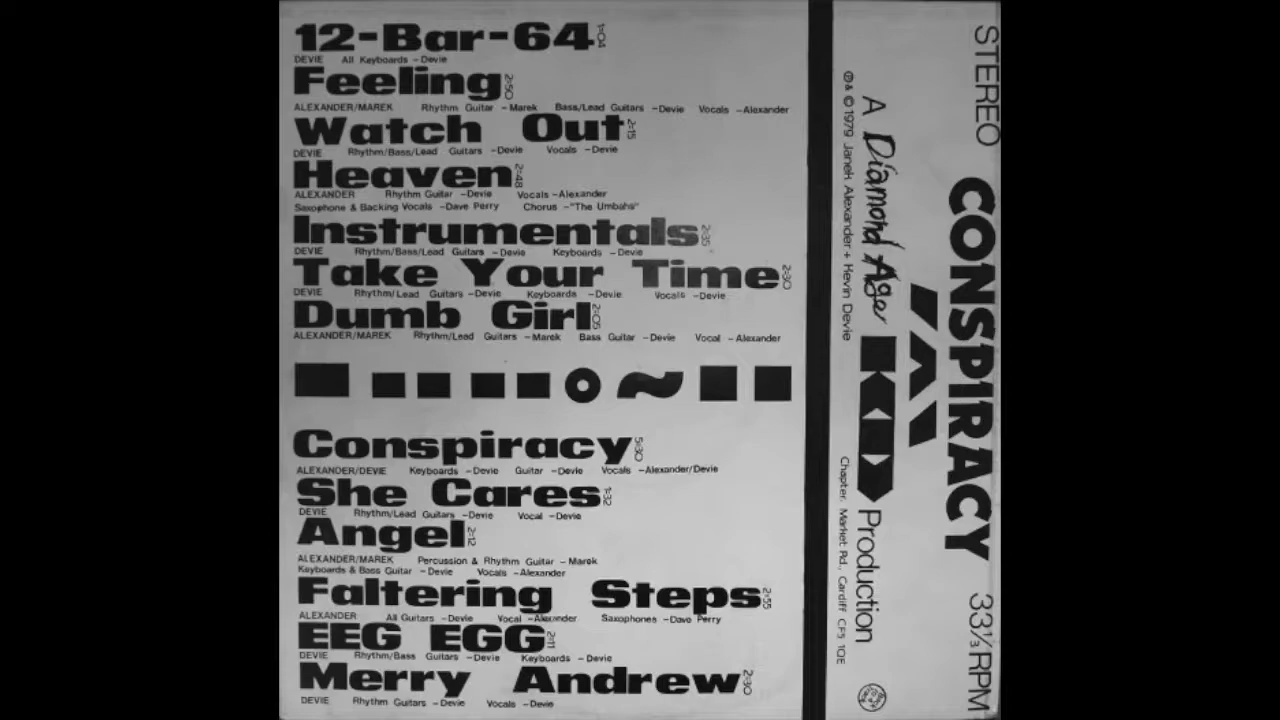 12-Bar-64 1:04
DEVIE All Keyboards -Devie
Feeling 2:50
ALEXANDER/MAREK Rhythm Guitar -Marek Bass/Lead Guitars -Devie Vocals -Alexander
Watch Out 2:15
DEVIE Rhythm/Bass/Lead Guitars -Devie Vocals -Devie
Heaven 2:48
ALEXANDER Rhythm Guitar -Devie Vocals -Alexander
Saxophone & Backing Vocals -Dave Perry Chorus -"The Umbahs"
Instrumentals 2:35
DEVIE Rhythm/Bass/Lead Guitars -Devie Keyboards -Devie
Take Your Time 2:30
DEVIE Rhythm/Lead Guitars -Devie Keyboards -Devie Vocals -Devie
Dumb Girl 2:05
ALEXANDER/MAREK Rhythm/Lead Guitars -Marek Bass Guitar -Devie Vocal -Alexander
Conspiracy 5:30
ALEXANDER/DEVIE Keyboards -Devie Guitar -Devie Vocals -Alexander/Devie
She Cares 1:32
DEVIE Rhythm/Lead Guitars -Devie Vocal -Devie
Angel 2:12
ALEXANDER/MAREK Percussion & Rhythm Guitar -Marek
Keyboards & Bass Guitar -Devie Vocals -Alexander
Faltering Steps 2:55
ALEXANDER All Guitars -Devie Vocal -Alexander Saxophones -Dave Perry
EEG EGG 2:11
DEVIE Rhythm/Bass Guitars -Devie Keyboards -Devie
Merry Andrew 2:30
DEVIE Rhythm Guitars -Devie Vocals -Devie
STEREO CONSPIRACY 33⅓ RPM
A Diamond Age Production
℗ & © 1979 Janek Alexander + Kevin Devie
Chapter, Market Rd., Cardiff CF5 1QE